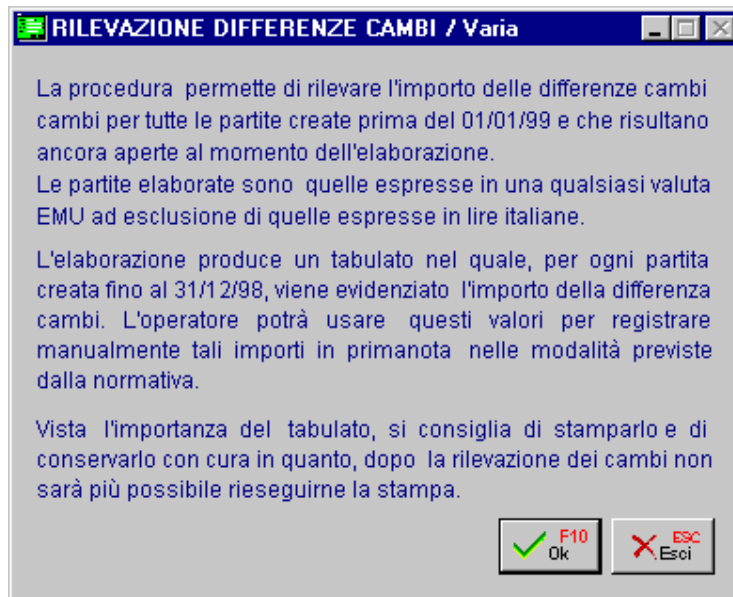 RILEVAZIONE DIFFERENZE CAMBI / Varia
La procedura permette di rilevare l'importo delle differenze cambi
cambi per tutte le partite create prima del 01/01/99 e che risultano
ancora aperte al momento dell'elaborazione.
Le partite elaborate sono quelle espresse in una qualsiasi valuta
EMU ad esclusione di quelle espresse in lire italiane.
L'elaborazione produce un tabulato nel quale, per ogni partita
creata fino al 31/12/98, viene evidenziato l'importo della differenza
cambi. L'operatore potrà usare questi valori per registrare
manualmente tali importi in primanota nelle modalità previste
dalla normativa.
Vista l'importanza del tabulato, si consiglia di stamparlo e di
conservarlo con cura in quanto, dopo la rilevazione dei cambi non
sarà più possibile rieseguirne la stampa.
F10
Ok
ESC
Esci